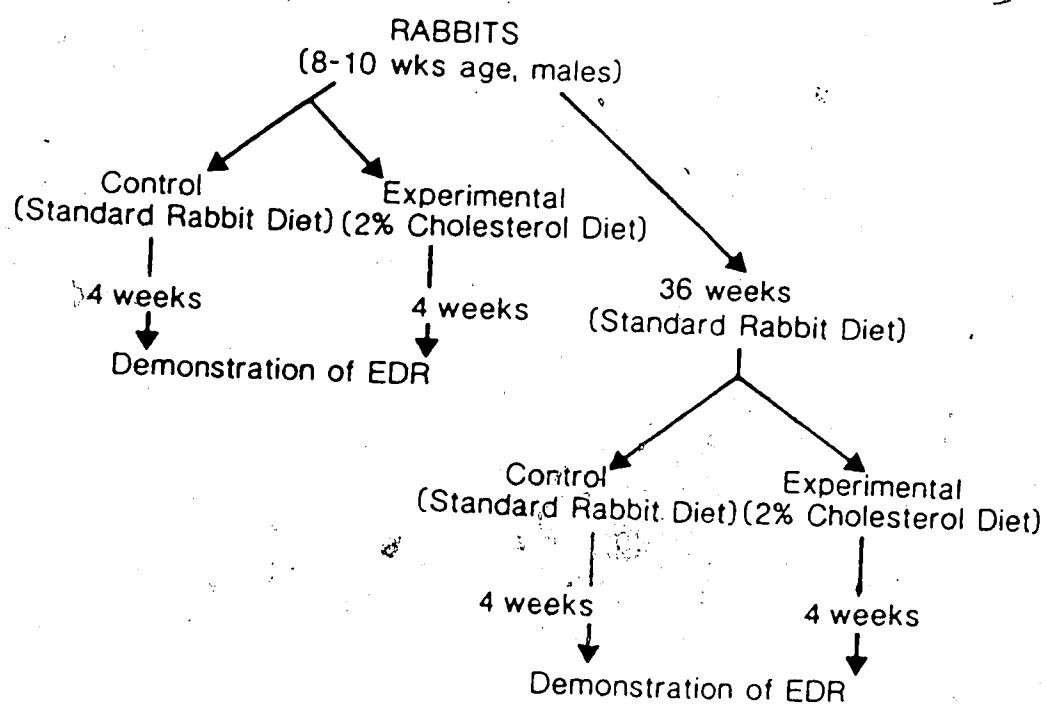 RABBITS
(8-10 wks age, males)
Control
(Standard Rabbit Diet)
Experimental
(2% Cholesterol Diet)
4 weeks
4 weeks
Demonstration of EDR
36 weeks
(Standard Rabbit Diet)
Control
(Standard Rabbit Diet)
Experimental
(2% Cholesterol Diet)
4 weeks
4 weeks
Demonstration of EDR